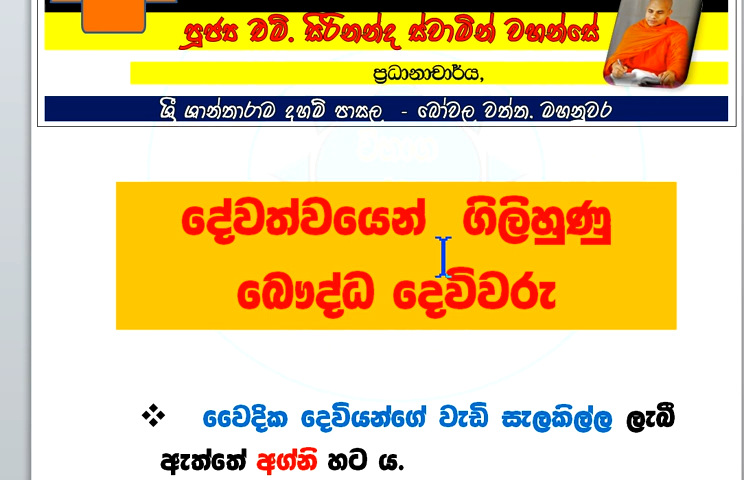 පූජ්‍ය එම්. සිරිනන්ද ස්වාමින් වහන්සේ
ප්‍රධානාචාර්ය,
ශ්‍රී ශාන්තාරාම දහම් පාසල - බෝවල වත්ත. මහනුවර
දේවත්වයෙන් ගිලිහුණු
බෞද්ධ දෙවිවරු
❖ වෛදික දෙවියන්ගේ වැඩි සැලකිල්ල ලැබී
ඇත්තේ අග්නි හට ය.